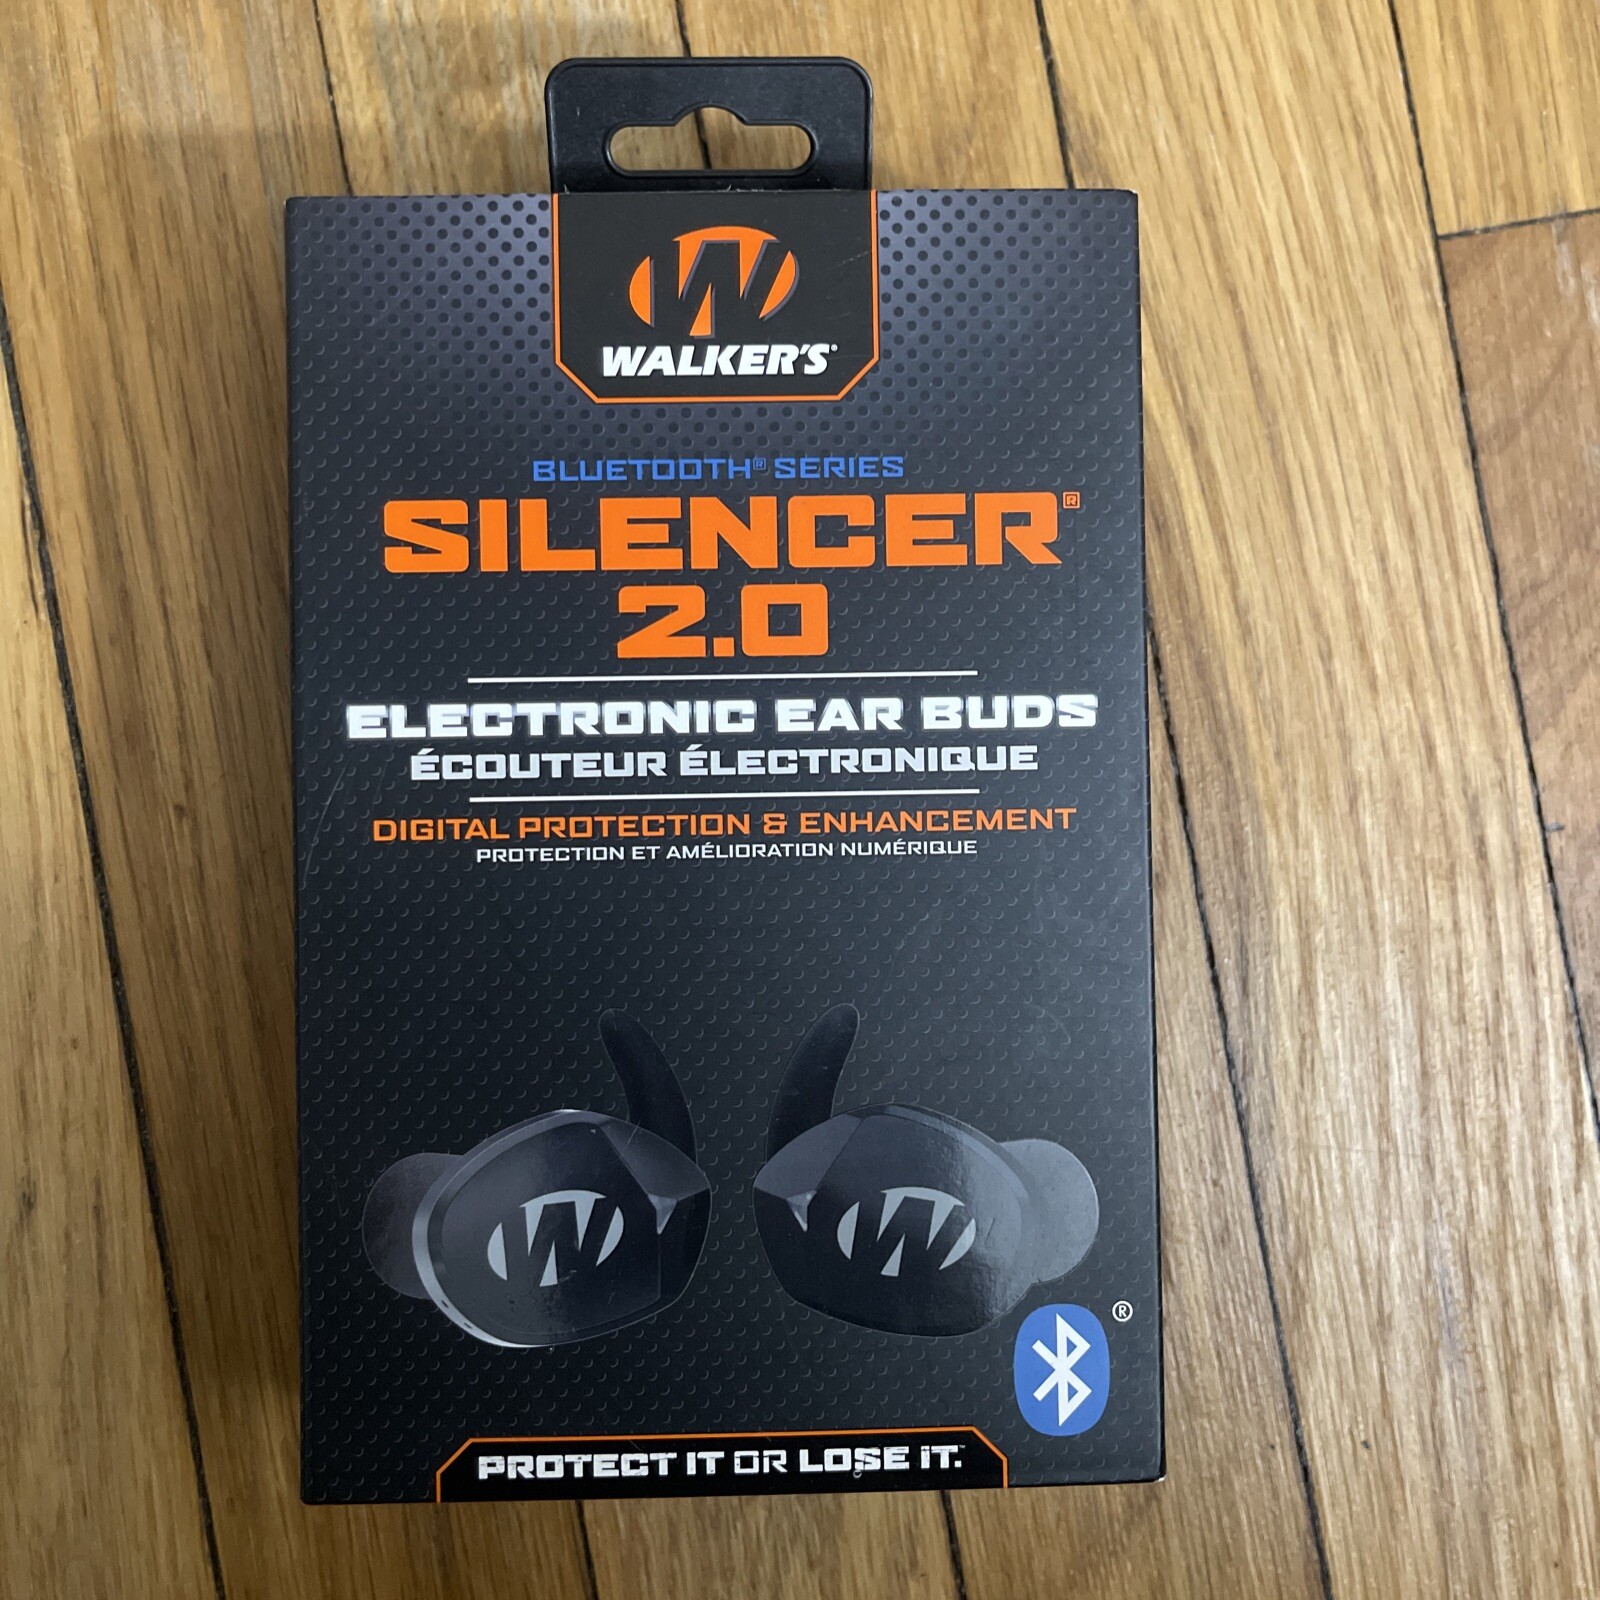 WALKER'S®
BLUETOOTH® SERIES
SILENCER®
2.0
ELECTRONIC EAR BUDS
ÉCOUTEUR ÉLECTRONIQUE
DIGITAL PROTECTION & ENHANCEMENT
PROTECTION ET AMÉLIORATION NUMÉRIQUE
W W
®
PROTECT IT OR LOSE IT.™